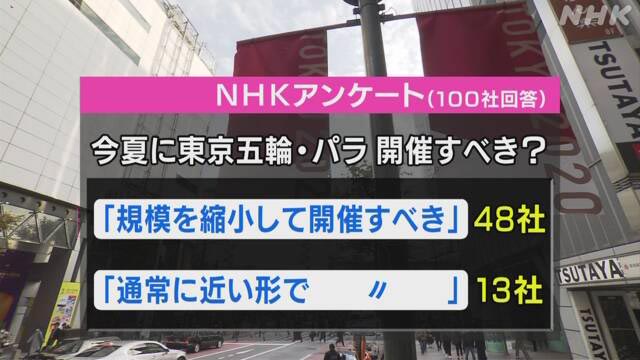 NHK
NHKアンケート(100社回答)
今夏に東京五輪・パラ 開催すべき?
「規模を縮小して開催すべき」 48社
「通常に近い形で 〃 」 13社
TOKYO 2020
TSUTAYA
TSUTAYA